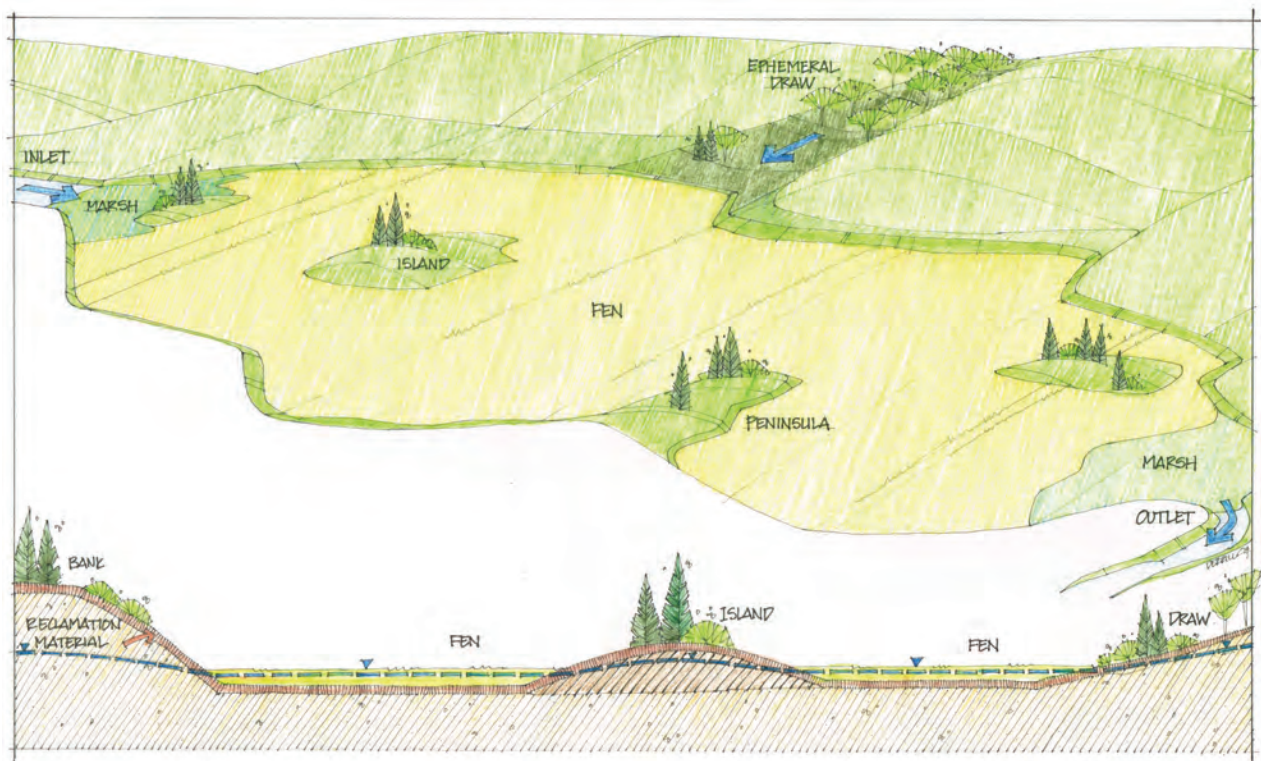 EPHEMERAL
DRAW
INLET
MARSH
ISLAND
FEN
PENINSULA
MARSH
OUTLET
BANK
RECLAMATION
MATERIAL
FEN
ISLAND
FEN
DRAW